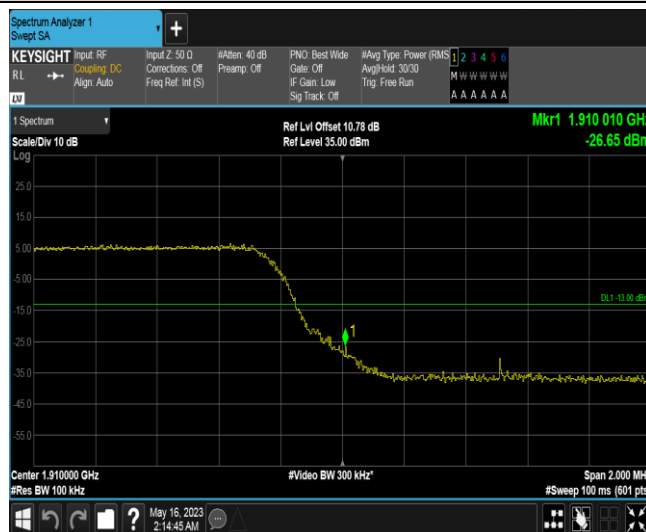 Spectrum Analyzer 1
Swept SA
KEYSIGHT
RL
Input: RF
Coupling: DC
Align: Auto
Input Z: 50 Ω
Corrections: Off
Freq Ref: Int (S)
#Atten: 40 dB
Preamp: Off
PNO: Best Wide
Gate: Off
IF Gain: Low
Sig Track: Off
#Avg Type: Power (RMS
Avg|Hold: 30/30
Trig: Free Run
1 2 3 4 5 6
M W W W W W
A A A A A A
LXI
1 Spectrum
Scale/Div 10 dB
Log
Ref Lvl Offset 10.78 dB
Ref Level 35.00 dBm
Mkr1 1.910 010 GHz
-26.65 dBm
25.0
15.0
5.00
-5.00
DL1 -13.00 dBm
-15.0
1
-25.0
-35.0
-45.0
-55.0
Center 1.910000 GHz
#Res BW 100 kHz
#Video BW 300 kHz*
Span 2.000 MH
#Sweep 100 ms (601 pts
?
May 16, 2023
2:14:45 AM